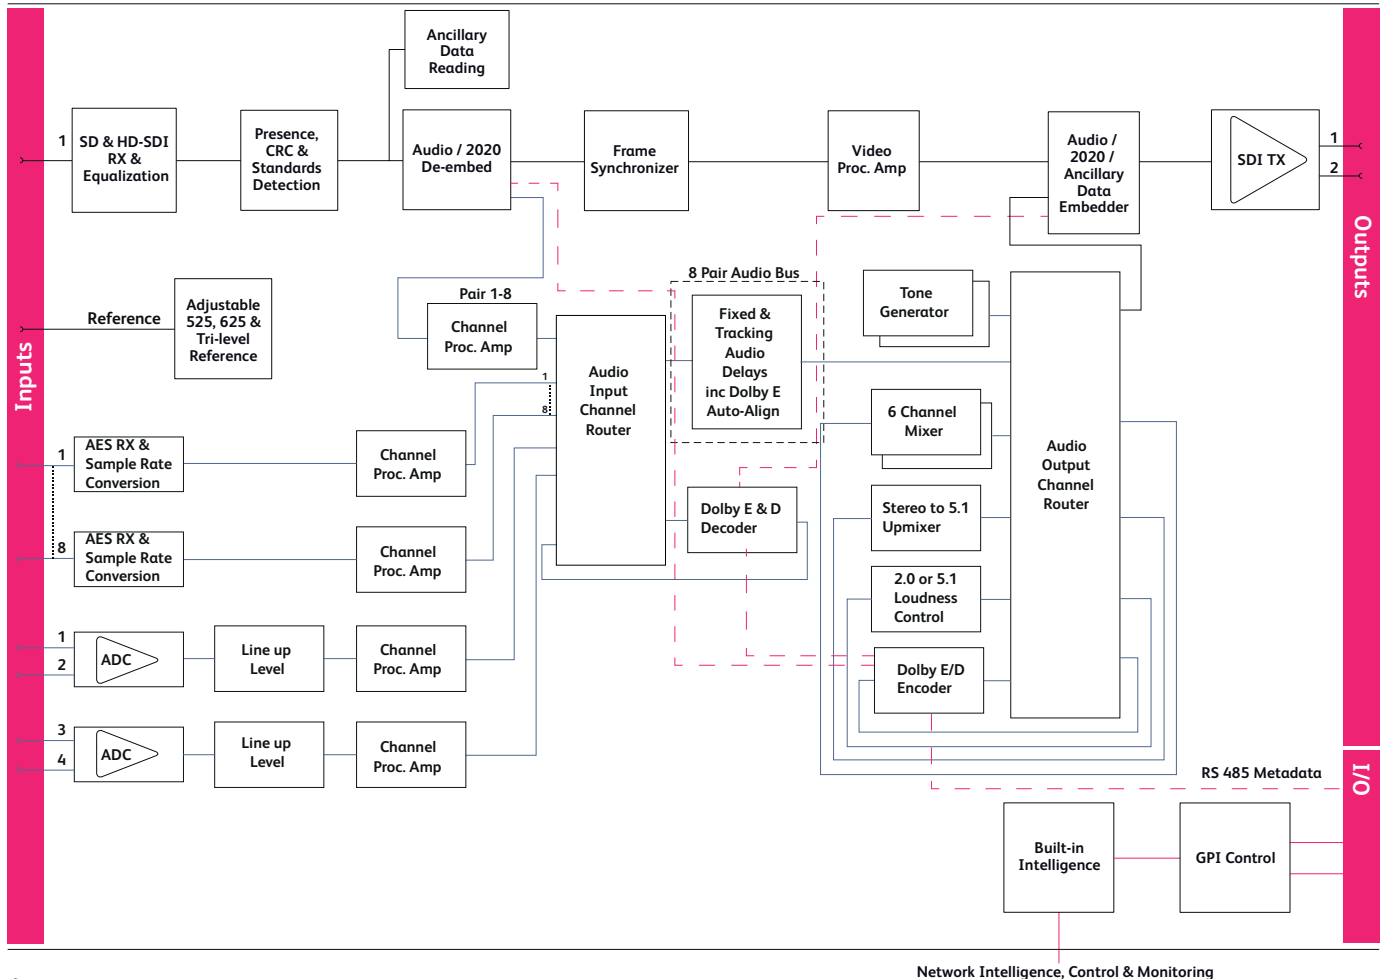 Ancillary
Data
Reading
1
SD & HD-SDI
RX &
Equalization
Presence,
CRC &
Standards
Detection
Audio / 2020
De-embed
Frame
Synchronizer
Video
Proc. Amp
Audio /
2020 /
Ancillary
Data
Embedder
SDI TX
1
2
Outputs
Inputs
Reference
Adjustable
525, 625 &
Tri-level
Reference
Pair 1-8
Channel
Proc. Amp
8 Pair Audio Bus
Fixed &
Tracking
Audio
Delays
inc Dolby E
Auto-Align
Tone
Generator
1
8
Audio
Input
Channel
Router
6 Channel
Mixer
Audio
Output
Channel
Router
1
AES RX &
Sample Rate
Conversion
Channel
Proc. Amp
Dolby E & D
Decoder
Stereo to 5.1
Upmixer
8
AES RX &
Sample Rate
Conversion
Channel
Proc. Amp
2.0 or 5.1
Loudness
Control
1
2
ADC
Line up
Level
Channel
Proc. Amp
Dolby E/D
Encoder
3
4
ADC
Line up
Level
Channel
Proc. Amp
RS 485 Metadata
I/O
Built-in
Intelligence
GPI Control
Network Intelligence, Control & Monitoring